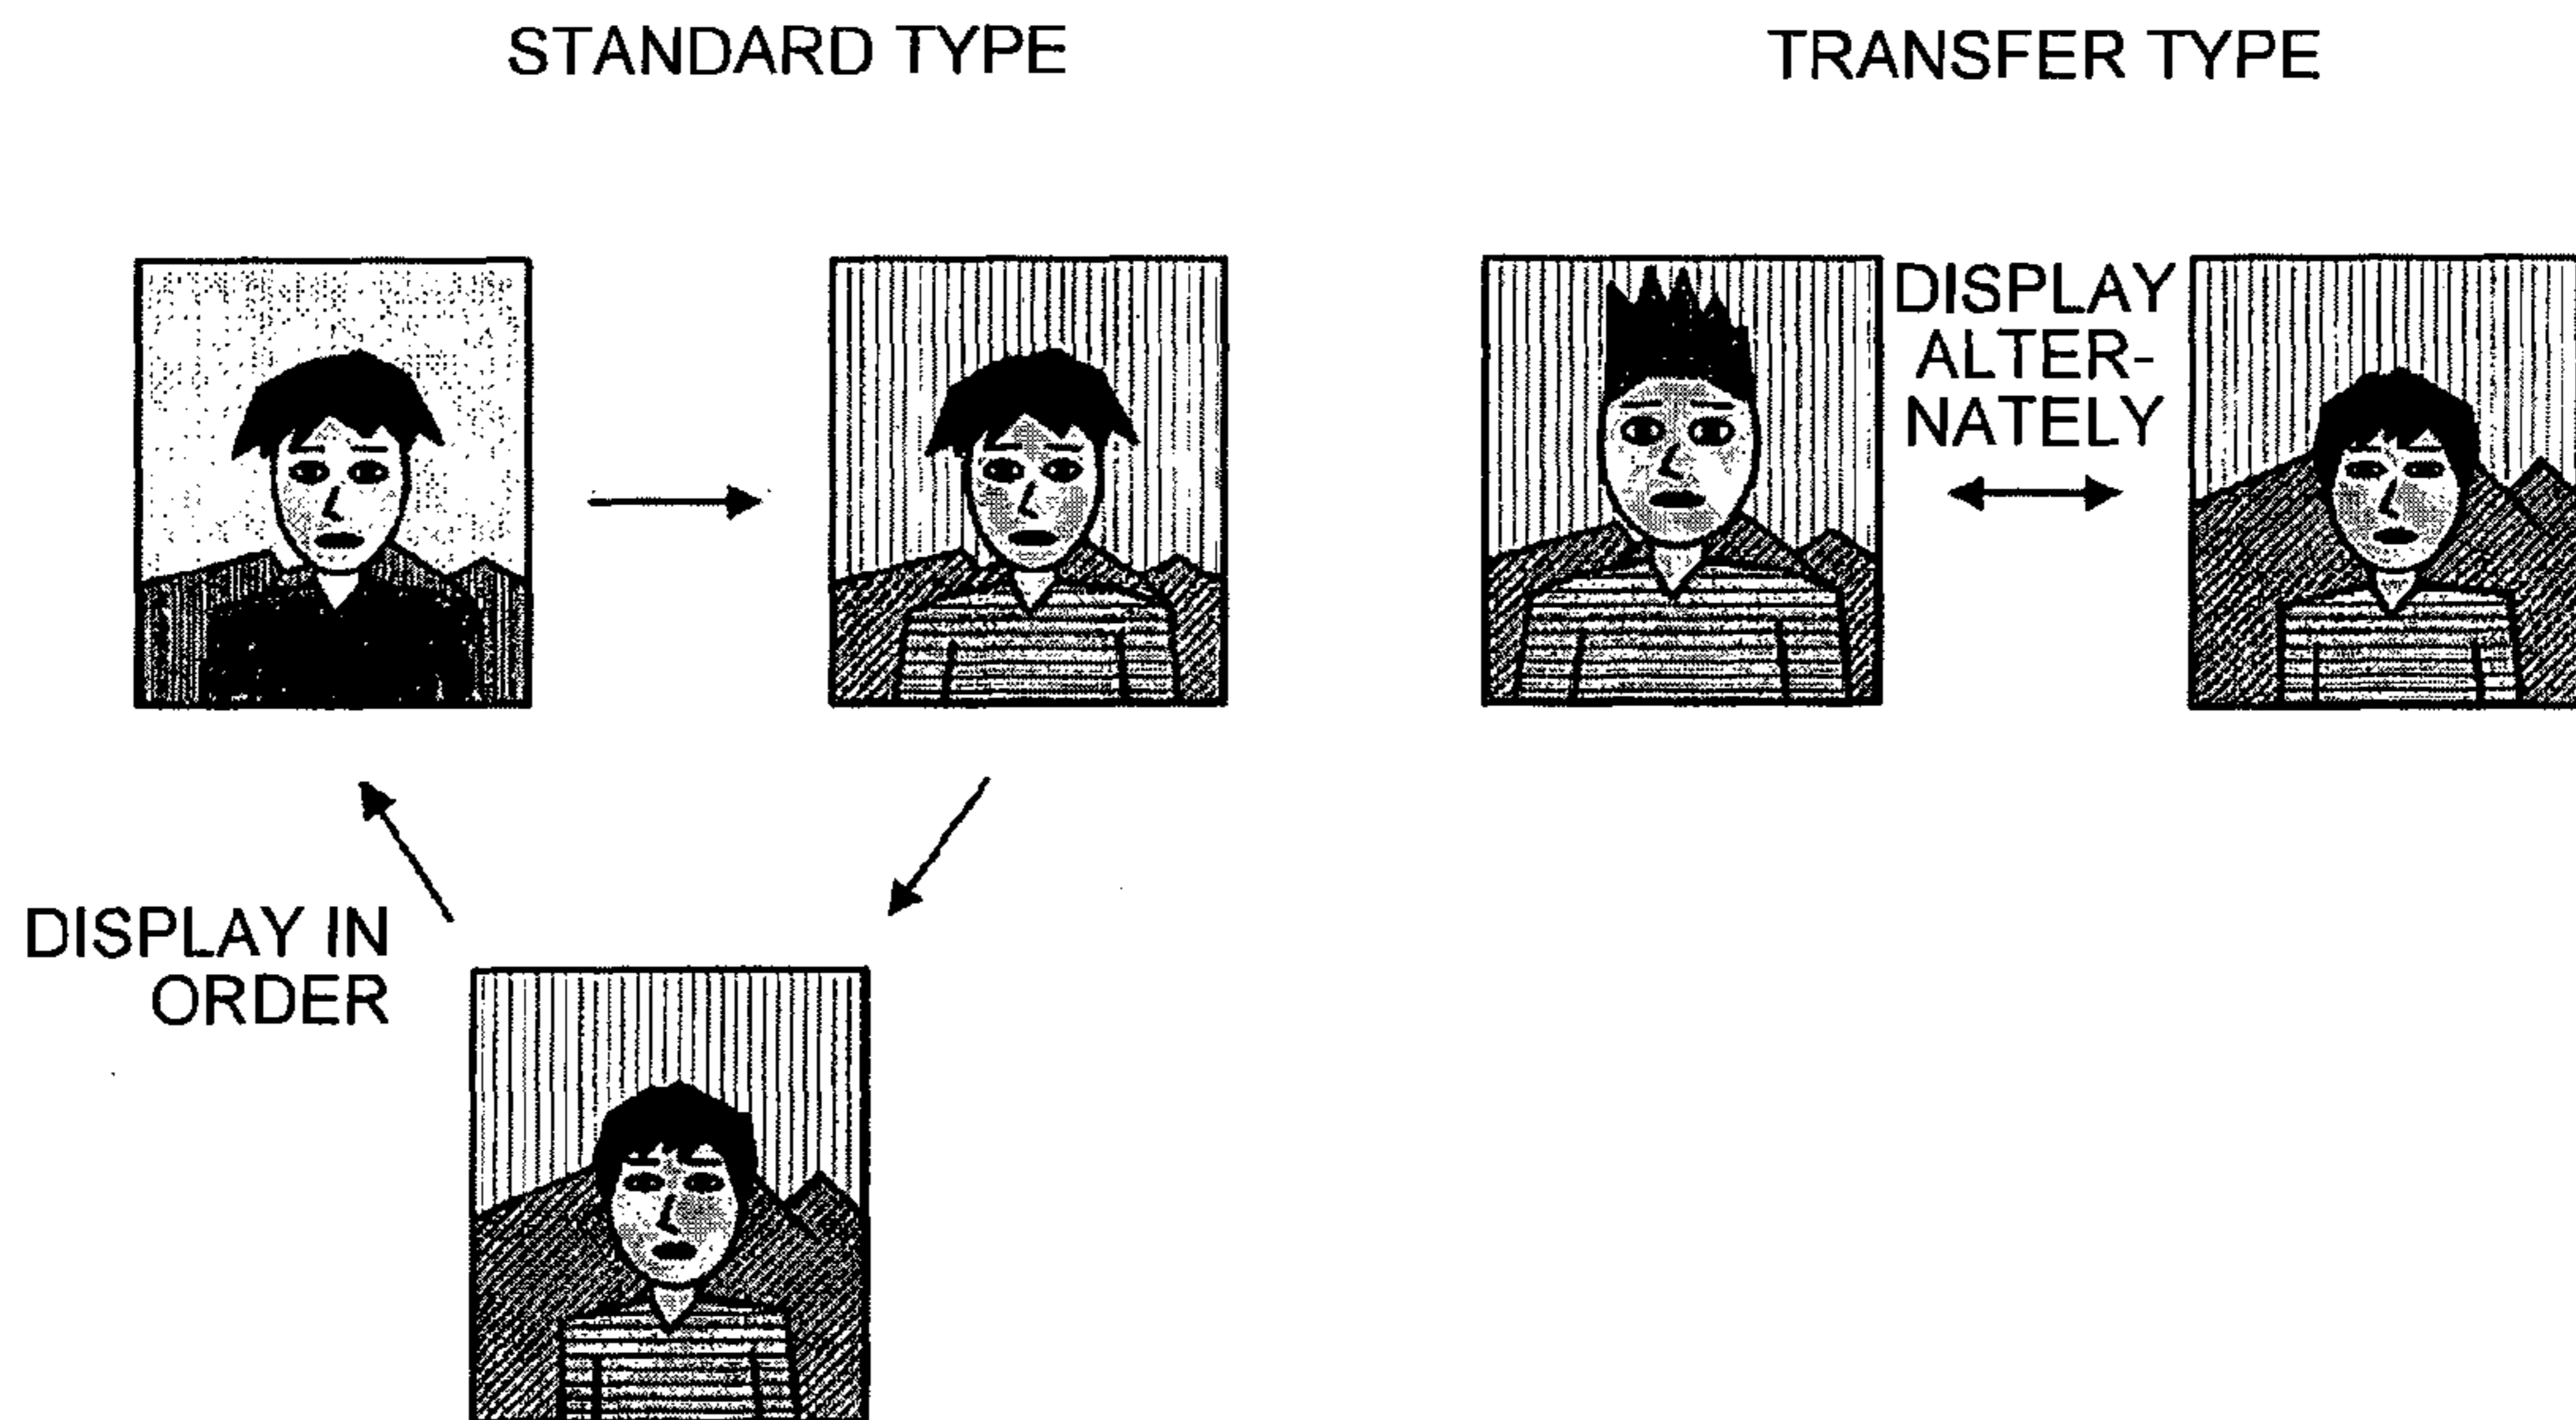 STANDARD TYPE
TRANSFER TYPE
DISPLAY
ALTER-
NATELY
DISPLAY IN
ORDER